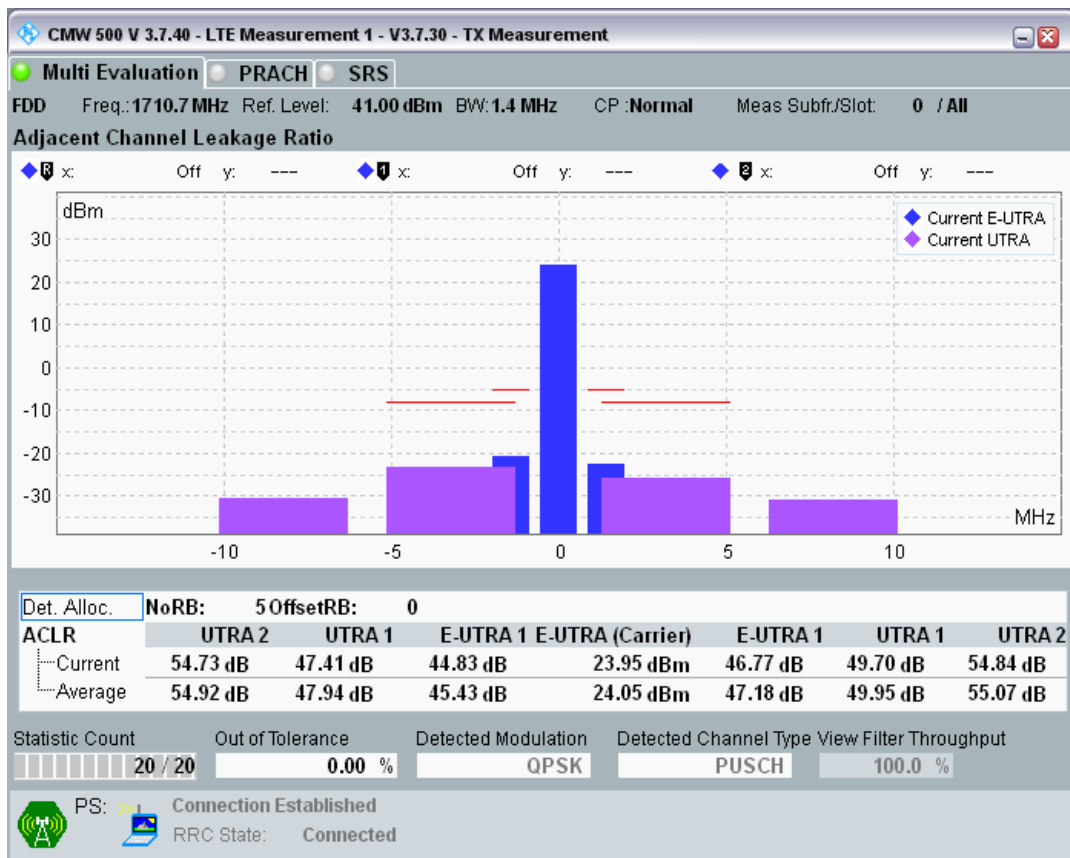 CMW 500 V 3.7.40 - LTE Measurement 1 - V3.7.30 - TX Measurement
Multi Evaluation PRACH SRS
FDD Freq.: 1710.7 MHz Ref. Level: 41.00 dBm BW: 1.4 MHz CP :Normal Meas Subfr./Slot: 0 / All
Adjacent Channel Leakage Ratio
R x: Off y: --- 1 x: Off y: --- 2 x: Off y: ---
dBm
Current E-UTRA
Current UTRA
30
20
10
0
-10
-20
-30
MHz
-10 -5 0 5 10
Det. Alloc. NoRB: 5 OffsetRB: 0
ACLR UTRA 2 UTRA 1 E-UTRA 1 E-UTRA (Carrier) E-UTRA 1 UTRA 1 UTRA 2
Current 54.73 dB 47.41 dB 44.83 dB 23.95 dBm 46.77 dB 49.70 dB 54.84 dB
Average 54.92 dB 47.94 dB 45.43 dB 24.05 dBm 47.18 dB 49.95 dB 55.07 dB
Statistic Count Out of Tolerance Detected Modulation Detected Channel Type View Filter Throughput
20 / 20 0.00 % QPSK PUSCH 100.0 %
PS: Connection Established
RRC State: Connected